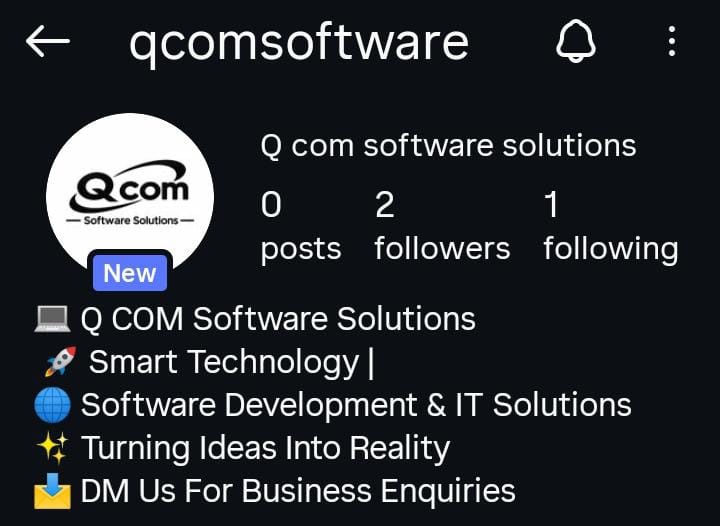 qcomsoftware
Qcom
Software Solutions
New
Q com software solutions
0 posts
2 followers
1 following
💻 Q COM Software Solutions
🚀 Smart Technology |
🌐 Software Development & IT Solutions
✨ Turning Ideas Into Reality
📩 DM Us For Business Enquiries